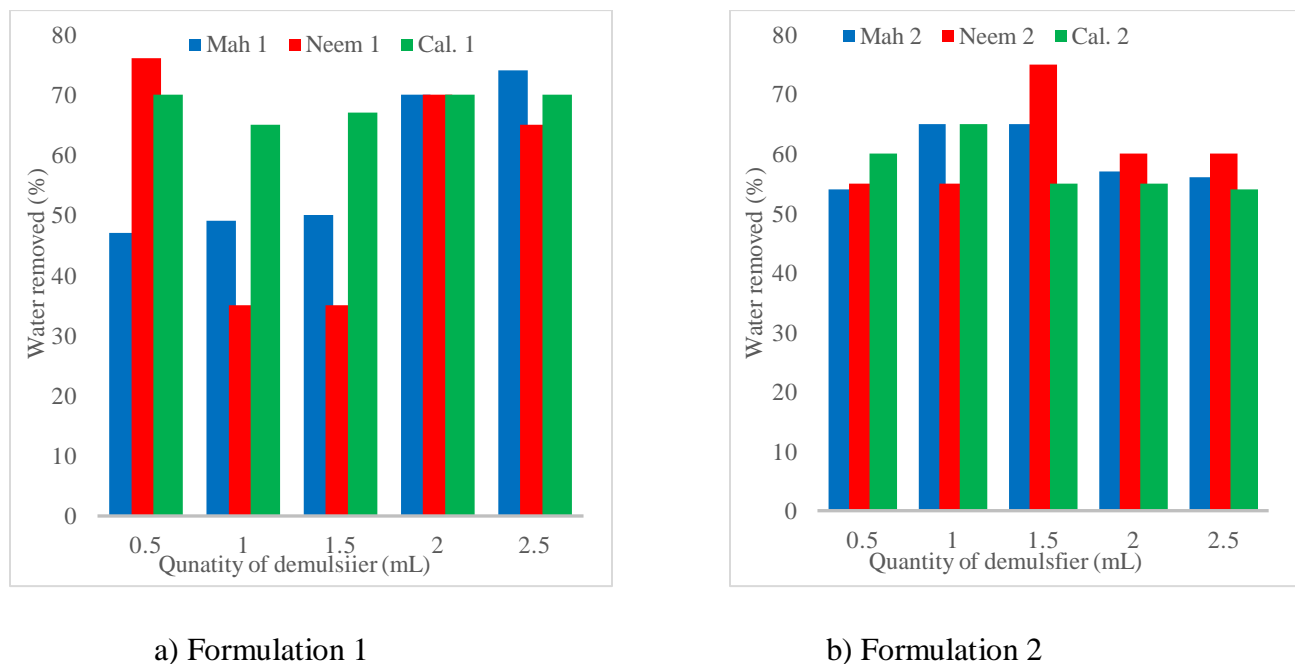 80
70
60
50
40
30
20
10
0
Water removed (%)
Mah 1 Neem 1 Cal. 1
0.5 1 1.5 2 2.5
Qunatity of demulsiier (mL)
a) Formulation 1
80
70
60
50
40
30
20
10
0
Water removed (%)
Mah 2 Neem 2 Cal. 2
0.5 1 1.5 2 2.5
Quantity of demulsfier (mL)
b) Formulation 2